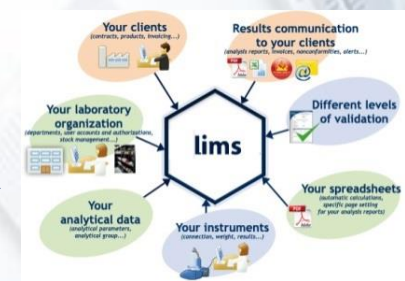 Your clients
(contracts, products, invoicing...)
Results communication
to your clients
(analysis reports, invoices, nonconformities, alerts...)
Your laboratory
organization
(departments, user accounts and authorizations,
stock management...)
Different levels
of validation
lims
Your
analytical data
(analytical parameters,
analytical group...)
Your instruments
(connection, weight, results...)
Your spreadsheets
(automatic calculations,
specific page setting
for your analysis reports)